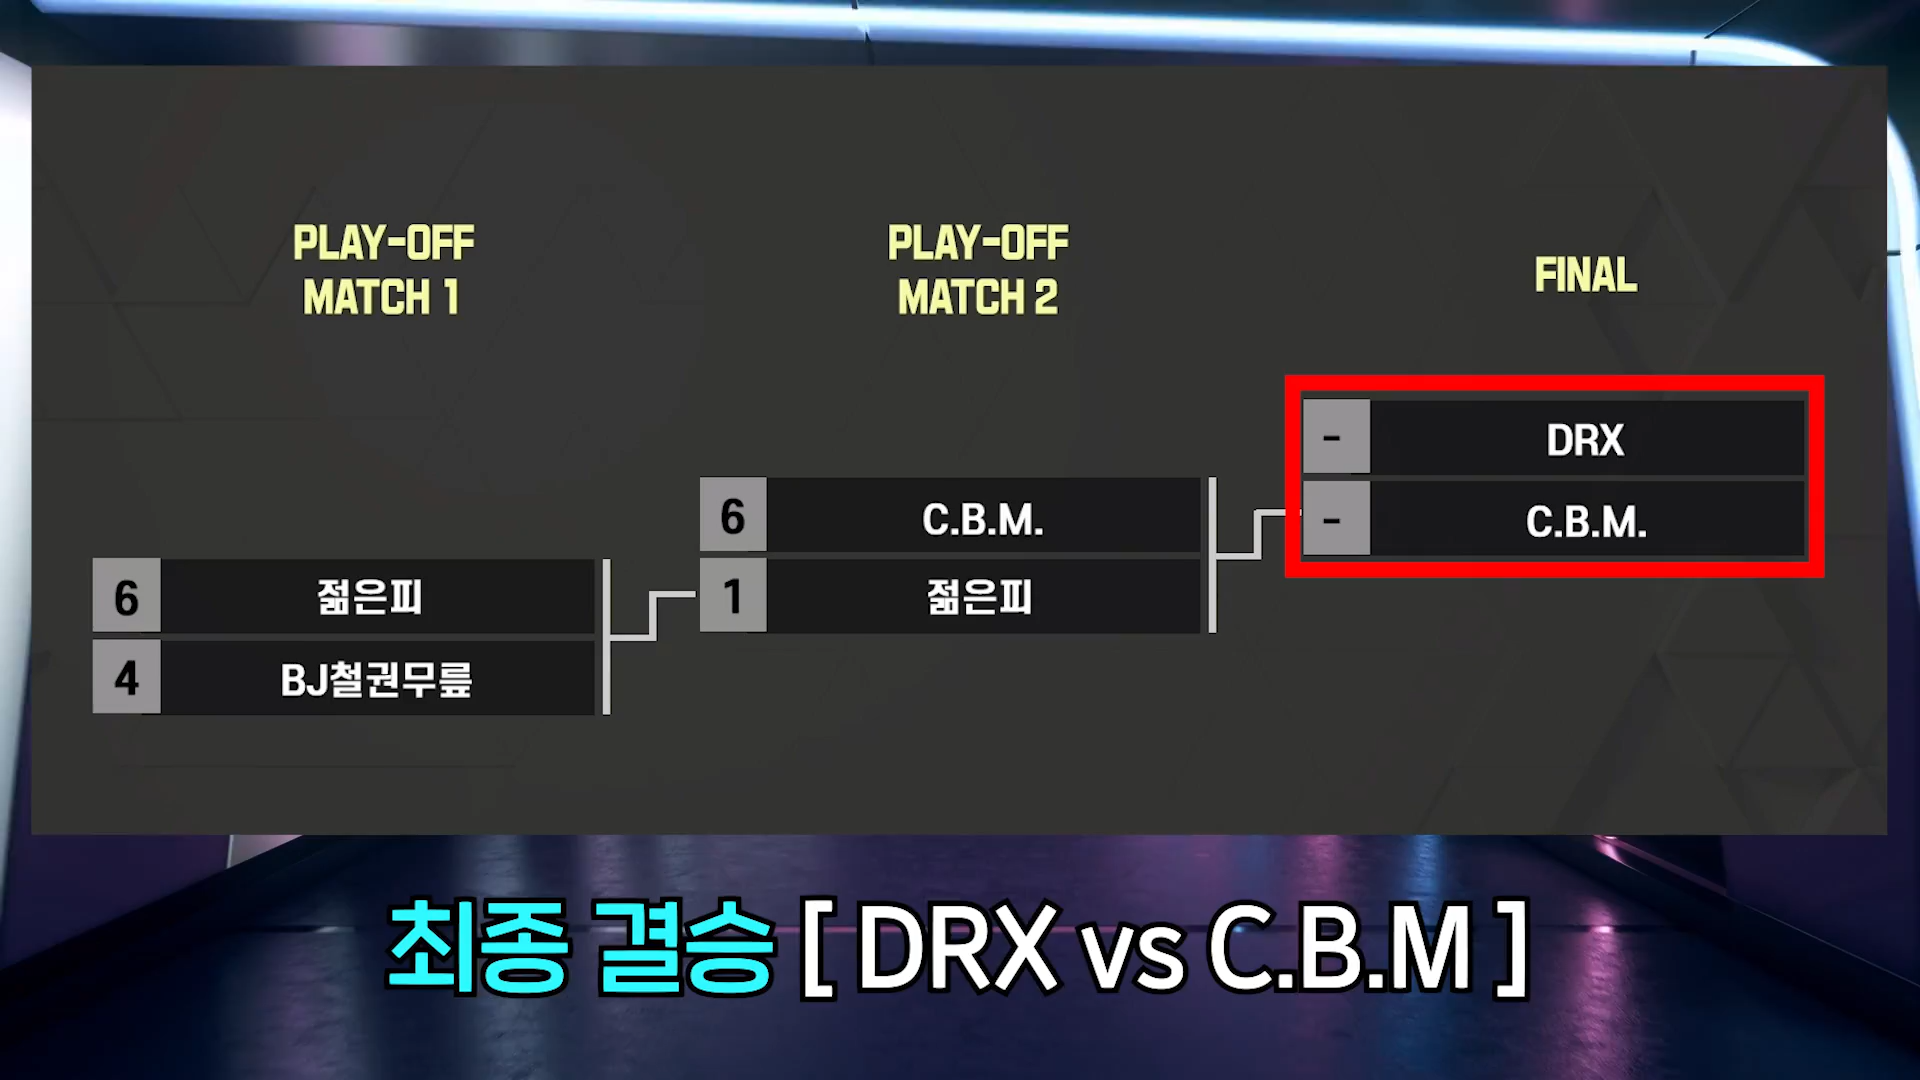 PLAY-OFF
MATCH 1
PLAY-OFF
MATCH 2
FINAL
- DRX
- C.B.M.
6 C.B.M.
1 젊은피
6 젊은피
4 BJ철권무릎
최종 결승 [ DRX vs C.B.M ]